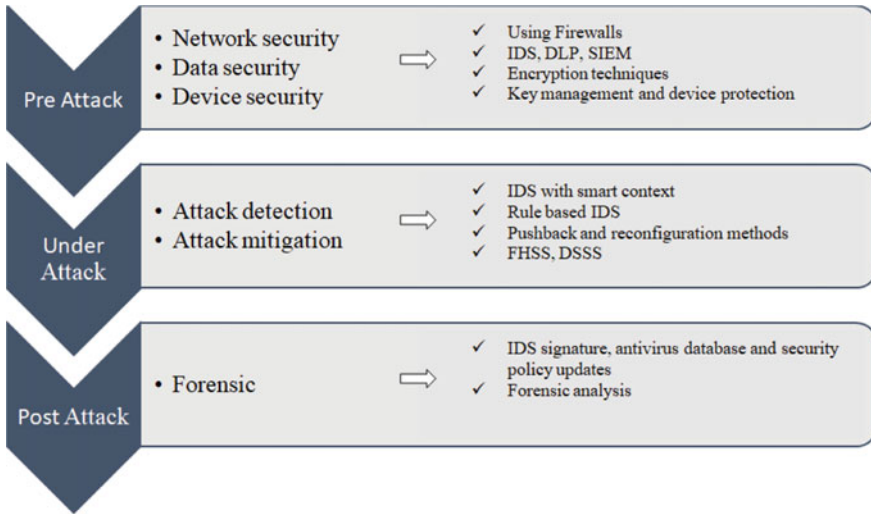 Pre Attack
• Network security
• Data security
• Device security
✓ Using Firewalls
✓ IDS, DLP, SIEM
✓ Encryption techniques
✓ Key management and device protection
Under
Attack
• Attack detection
• Attack mitigation
✓ IDS with smart context
✓ Rule based IDS
✓ Pushback and reconfiguration methods
✓ FHSS, DSSS
Post Attack
• Forensic
✓ IDS signature, antivirus database and security
policy updates
✓ Forensic analysis